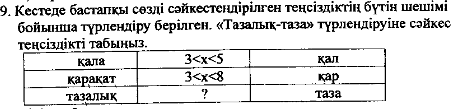 9. Кестеде бастапқы сөзді сәйкестендірілген теңсіздіктің бүтін шешімі
бойынша түрлендіру берілген. «Тазалық-таза» түрлендіруіне сәйкес
теңсіздікті табыңыз.
қала 3<x<5 қал
қарақат 3<x<8 қар
тазалық ? таза